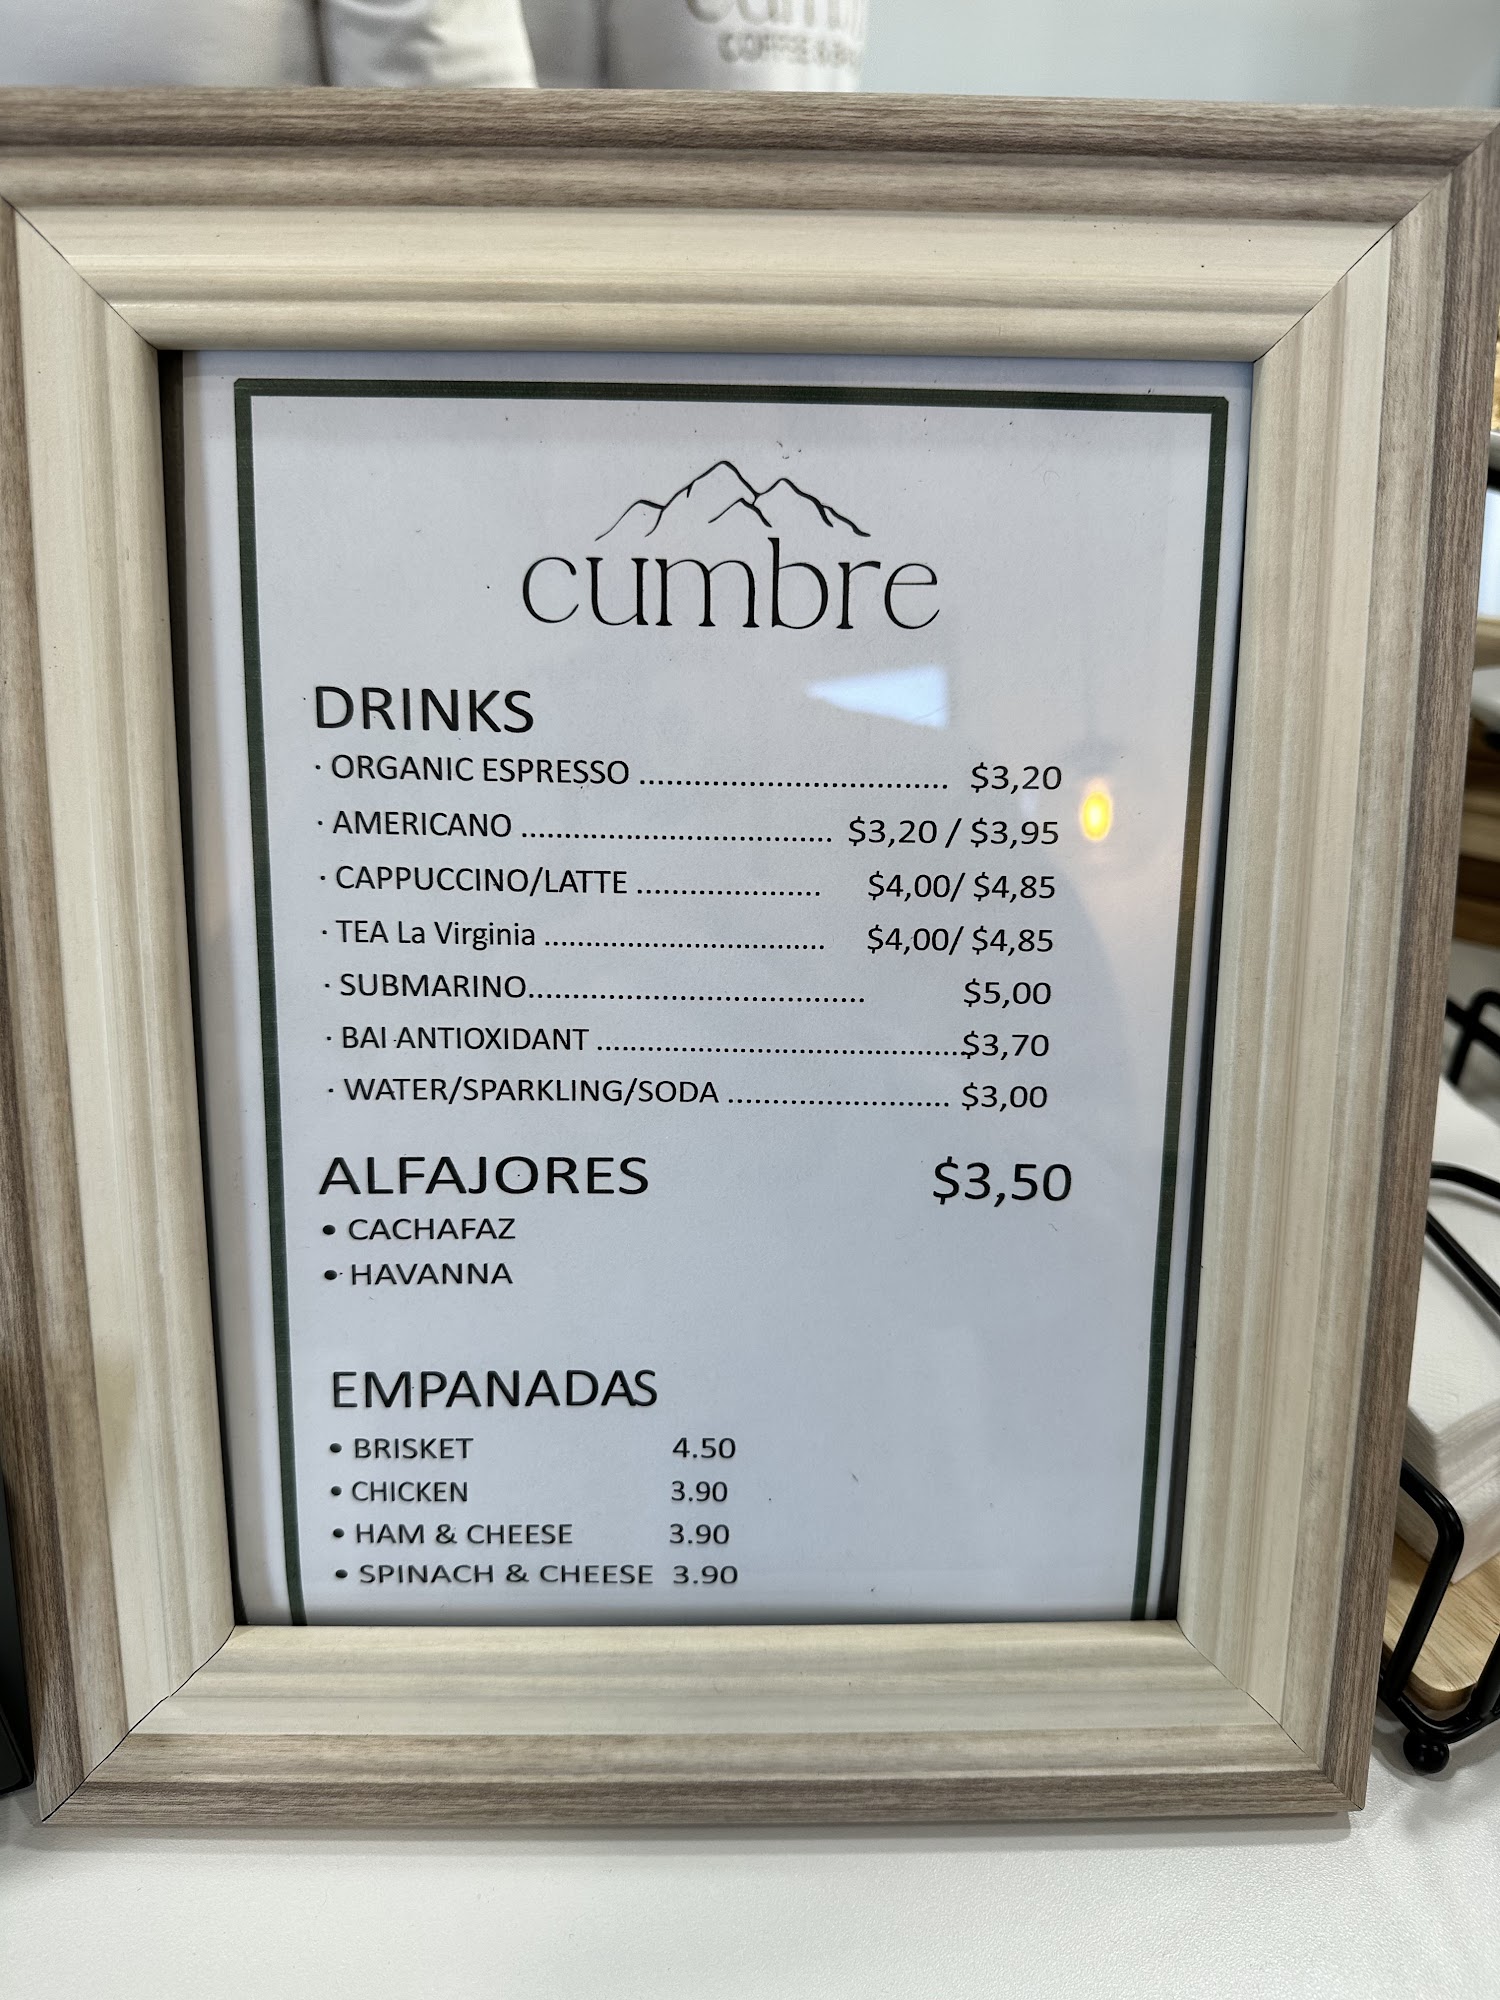 COFFEE &
cumbre
DRINKS
· ORGANIC ESPRESSO .................................. $3,20
· AMERICANO ................................... $3,20 / $3,95
· CAPPUCCINO/LATTE ..................... $4,00/ $4,85
· TEA La Virginia ................................ $4,00/ $4,85
· SUBMARINO...................................... $5,00
· BAI ANTIOXIDANT ..........................................$3,70
· WATER/SPARKLING/SODA ......................... $3,00
ALFAJORES $3,50
• CACHAFAZ
• HAVANNA
EMPANADAS
• BRISKET 4.50
• CHICKEN 3.90
• HAM & CHEESE 3.90
• SPINACH & CHEESE 3.90